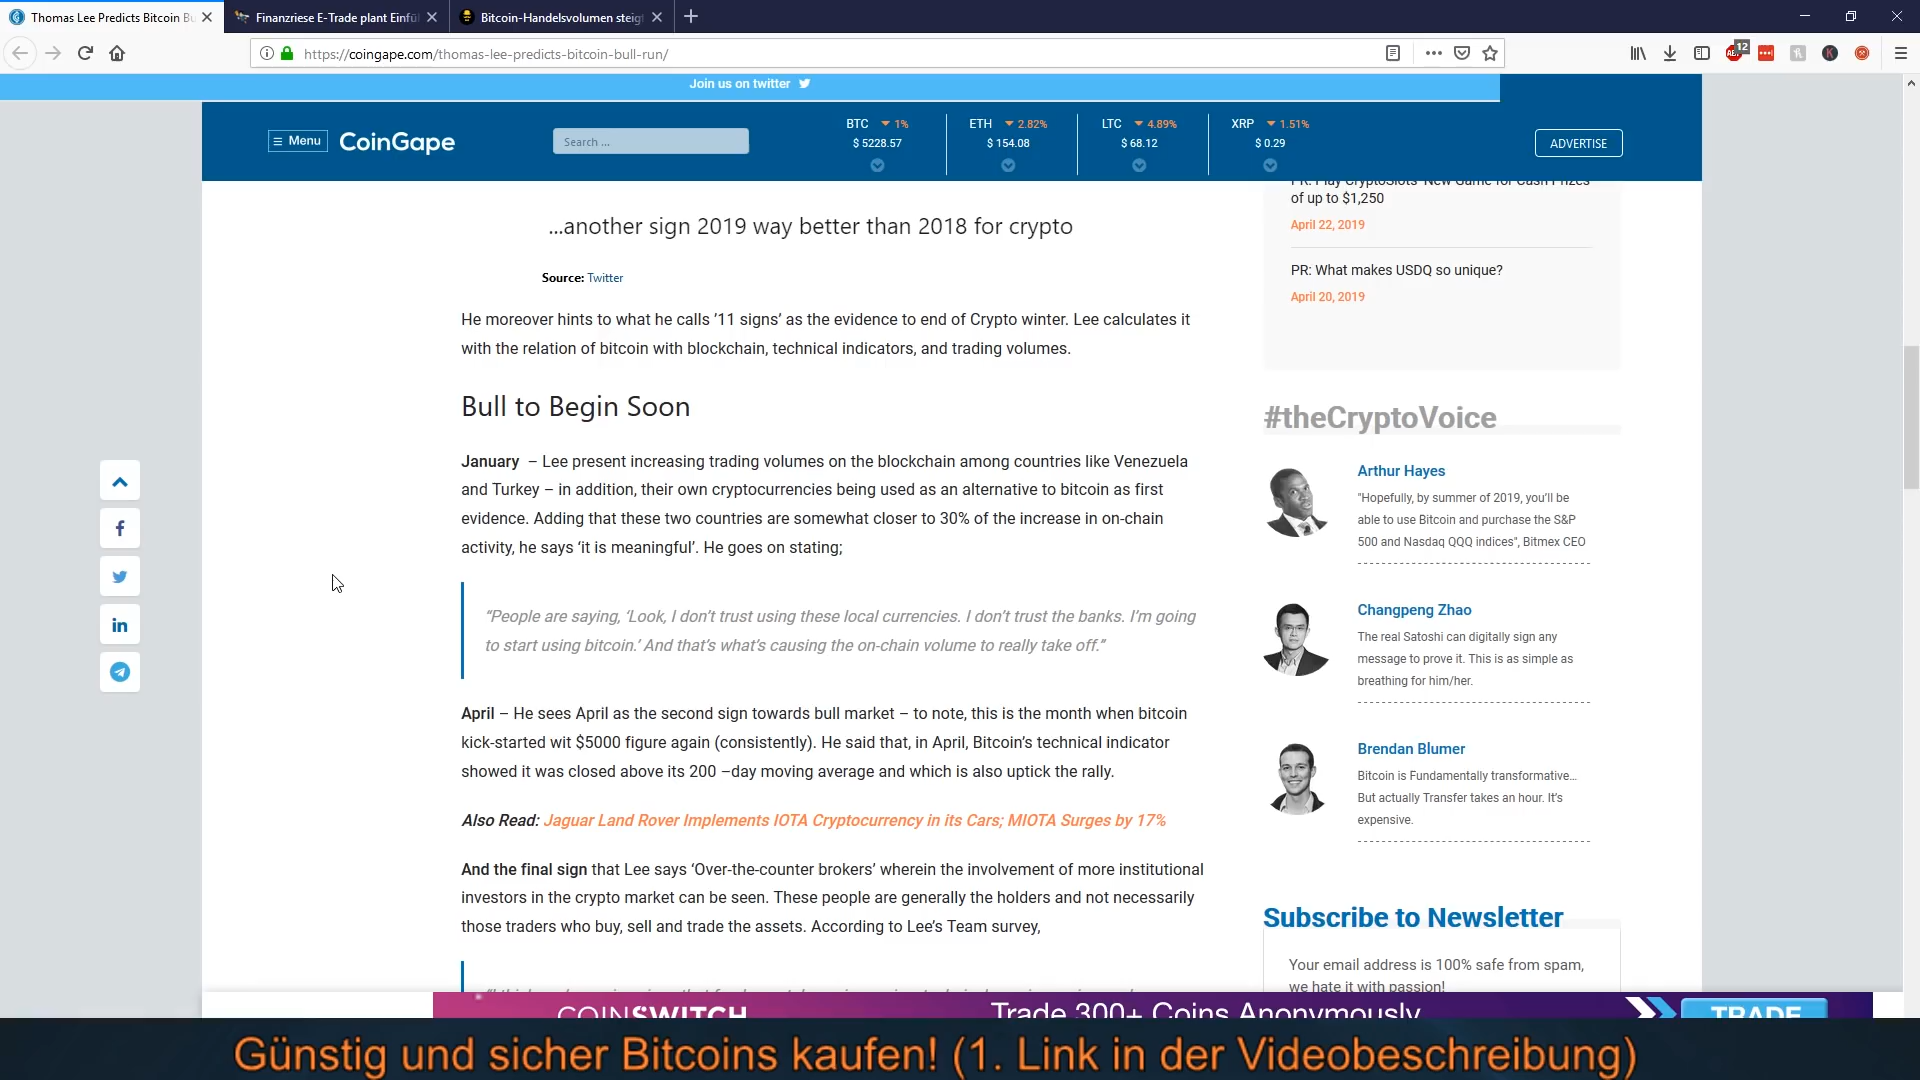 Thomas Lee Predicts Bitcoin Bu
Finanzriese E-Trade plant Einfü
Bitcoin-Handelsvolumen steigt
https://coingape.com/thomas-lee-predicts-bitcoin-bull-run/
12
Join us on twitter
Menu
CoinGape
Search ...
BTC 1%
$ 5228.57
ETH 2.82%
$ 154.08
LTC 4.89%
$ 68.12
XRP 1.51%
$ 0.29
ADVERTISE
...another sign 2019 way better than 2018 for crypto
Source: Twitter
He moreover hints to what he calls '11 signs' as the evidence to end of Crypto winter. Lee calculates it
with the relation of bitcoin with blockchain, technical indicators, and trading volumes.
Bull to Begin Soon
January – Lee present increasing trading volumes on the blockchain among countries like Venezuela
and Turkey – in addition, their own cryptocurrencies being used as an alternative to bitcoin as first
evidence. Adding that these two countries are somewhat closer to 30% of the increase in on-chain
activity, he says ‘it is meaningful’. He goes on stating;
“People are saying, ‘Look, I don’t trust using these local currencies. I don’t trust the banks. I’m going
to start using bitcoin.’ And that’s what’s causing the on-chain volume to really take off.”
April – He sees April as the second sign towards bull market – to note, this is the month when bitcoin
kick-started wit $5000 figure again (consistently). He said that, in April, Bitcoin’s technical indicator
showed it was closed above its 200 –day moving average and which is also uptick the rally.
Also Read: Jaguar Land Rover Implements IOTA Cryptocurrency in its Cars; MIOTA Surges by 17%
And the final sign that Lee says ‘Over-the-counter brokers’ wherein the involvement of more institutional
investors in the crypto market can be seen. These people are generally the holders and not necessarily
those traders who buy, sell and trade the assets. According to Lee’s Team survey,
PR: Play CryptoSlots’ New Game for Cash Prizes
of up to $1,250
April 22, 2019
PR: What makes USDQ so unique?
April 20, 2019
#theCryptoVoice
Arthur Hayes
"Hopefully, by summer of 2019, you’ll be
able to use Bitcoin and purchase the S&P
500 and Nasdaq QQQ indices", Bitmex CEO
Changpeng Zhao
The real Satoshi can digitally sign any
message to prove it. This is as simple as
breathing for him/her.
Brendan Blumer
Bitcoin is Fundamentally transformative...
But actually Transfer takes an hour. It’s
expensive.
Subscribe to Newsletter
Your email address is 100% safe from spam,
we hate it with passion!
COINSWITCH
Trade 300+ Coins Anonymously
TRADE
Günstig und sicher Bitcoins kaufen! (1. Link in der Videobeschreibung)